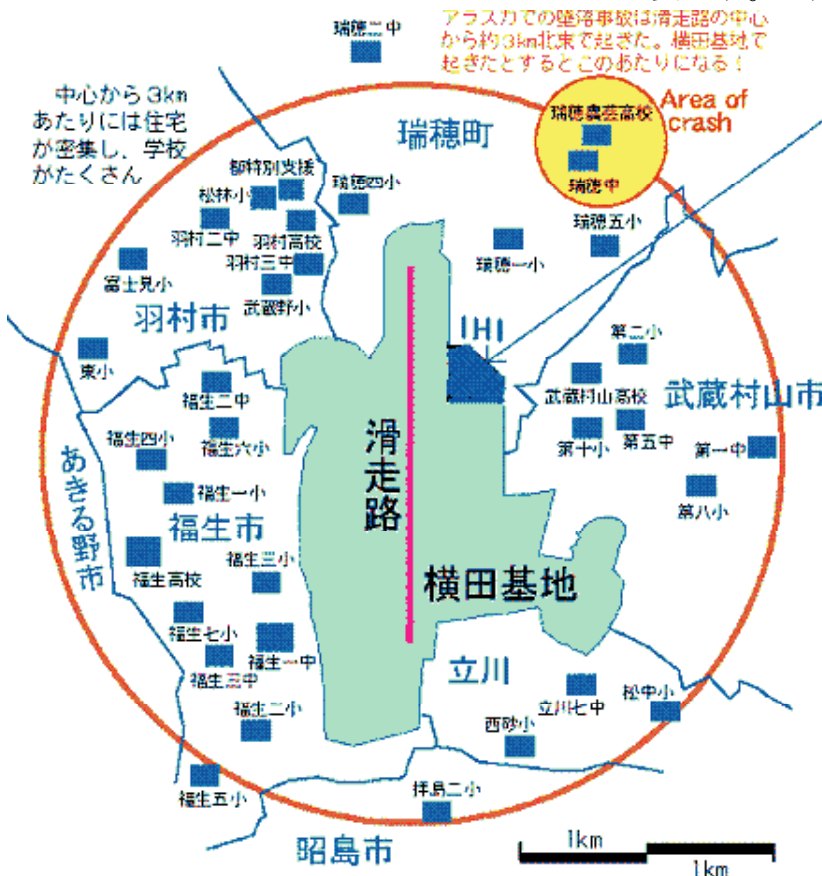 アラスカでの墜落事故は滑走路の中心
から約3km北東で起きた。横田基地で
起きたとするとこのあたりになる！
瑞穂二中
中心から3km
あたりには住宅
が密集し、学校
がたくさん
瑞穂町
瑞穂農芸高校
Area of
crash
瑞穂中
都特別支援
松林小
瑞穂四小
羽村二中
羽村高校
瑞穂五小
羽村三中
瑞穂一小
富士見小
武蔵野小
羽村市
IHI
第二小
東小
福生二中
武蔵村山高校
武蔵村山市
福生四小
福生六小
第十小
第五中
第一中
滑走路
あきる野市
福生一小
第八小
福生市
福生高校
福生三小
横田基地
福生七小
福生一中
福生三中
立川
福生二小
立川七中
松中小
西砂小
福生五小
拝島二小
昭島市
1km
1km